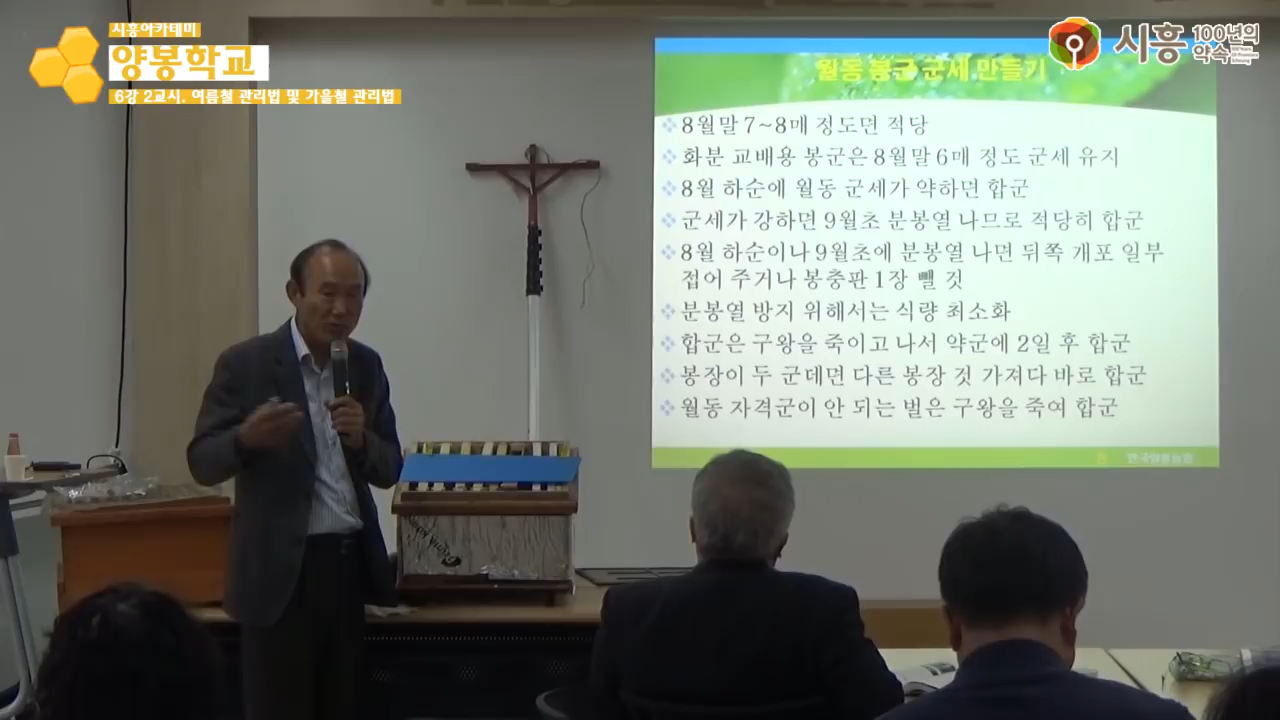 시흥아카데미
양봉학교
6강 2교시. 여름철 관리법 및 가을철 관리법
시흥 100년의 약속
월동 봉군 군세 만들기
8월말 7~8매 정도면 적당
화분 교배용 봉군은 8월말 6매 정도 군세 유지
8월 하순에 월동 군세가 약하면 합군
군세가 강하면 9월초 분봉열 나므로 적당히 합군
8월 하순이나 9월초에 분봉열 나면 뒤쪽 개포 일부
접어 주거나 봉충판 1장 뺄 것
분봉열 방지 위해서는 식량 최소화
합군은 구왕을 죽이고 나서 약군에 2일 후 합군
봉장이 두 군데면 다른 봉장 것 가져다 바로 합군
월동 자격군이 안 되는 벌은 구왕을 죽여 합군